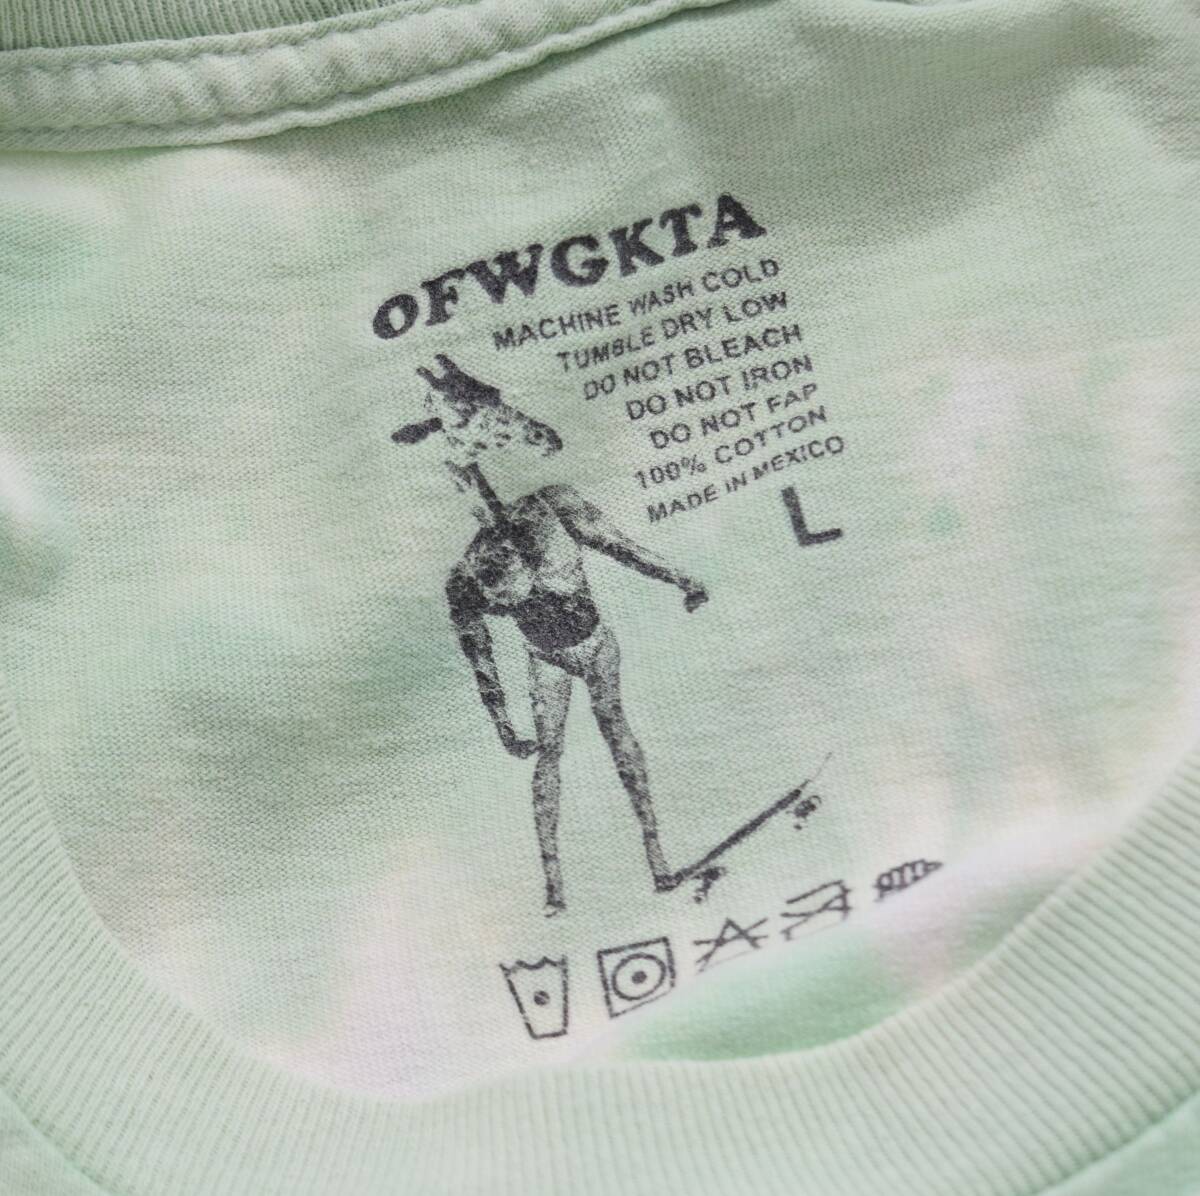 OFWGKTA
MACHINE WASH COLD
TUMBLE DRY LOW
DO NOT BLEACH
DO NOT IRON
DO NOT FAP
100% COTTON
MADE IN MEXICO
L